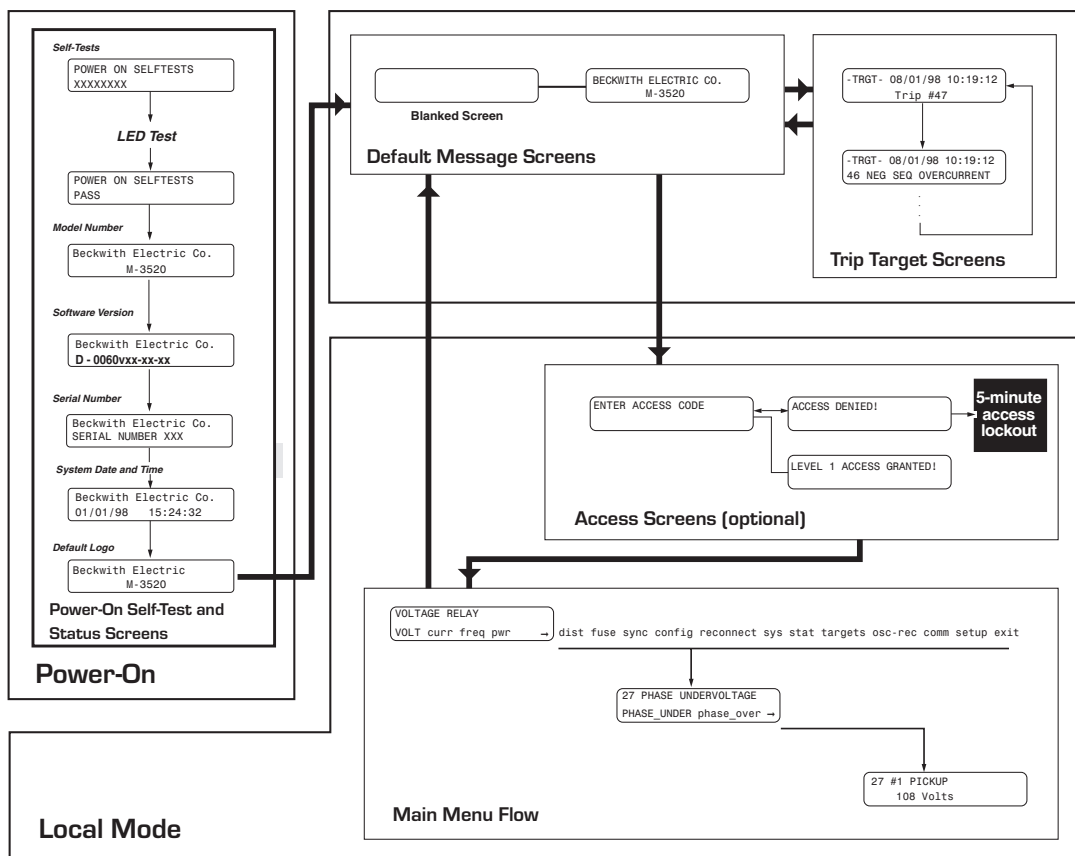 Self-Tests
POWER ON SELFTESTS
XXXXXXXX
LED Test
POWER ON SELFTESTS
PASS
Model Number
Beckwith Electric Co.
M-3520
Software Version
Beckwith Electric Co.
D - 0060vxx-xx-xx
Serial Number
Beckwith Electric Co.
SERIAL NUMBER XXX
System Date and Time
Beckwith Electric Co.
01/01/98 15:24:32
Default Logo
Beckwith Electric
M-3520
Power-On Self-Test and
Status Screens
Power-On
Blanked Screen
BECKWITH ELECTRIC CO.
M-3520
Default Message Screens
-TRGT- 08/01/98 10:19:12
Trip #47
-TRGT- 08/01/98 10:19:12
46 NEG SEQ OVERCURRENT
Trip Target Screens
ENTER ACCESS CODE
ACCESS DENIED!
5-minute
access
lockout
LEVEL 1 ACCESS GRANTED!
Access Screens (optional)
VOLTAGE RELAY
VOLT curr freq pwr → dist fuse sync config reconnect sys stat targets osc-rec comm setup exit
27 PHASE UNDERVOLTAGE
PHASE_UNDER phase_over →
27 #1 PICKUP
108 Volts
Main Menu Flow
Local Mode